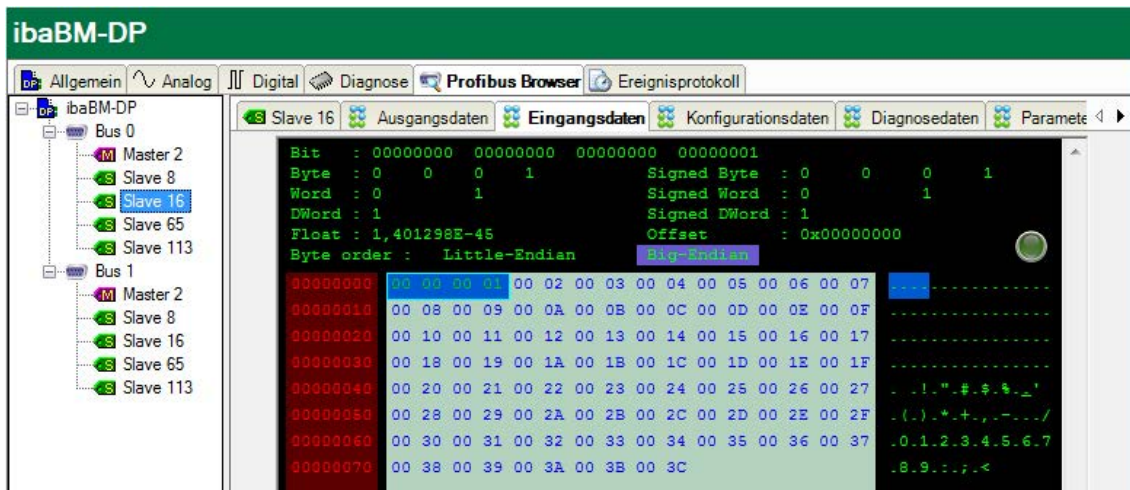 ibaBM-DP
Allgemein Analog Digital Diagnose Profibus Browser Ereignisprotokoll
ibaBM-DP
Bus 0
Master 2
Slave 8
Slave 16
Slave 65
Slave 113
Bus 1
Master 2
Slave 8
Slave 16
Slave 65
Slave 113
Slave 16 Ausgangsdaten Eingangsdaten Konfigurationsdaten Diagnosedaten Paramete
Bit : 00000000 00000000 00000000 00000001
Byte : 0 0 0 1 Signed Byte : 0 0 0 1
Word : 0 1 Signed Word : 0 1
DWord : 1 Signed DWord : 1
Float : 1,401298E-45 Offset : 0x00000000
Byte order : Little-Endian Big-Endian
00000000 00 00 00 01 00 02 00 03 00 04 00 05 00 06 00 07 ................
00000010 00 08 00 09 00 0A 00 0B 00 0C 00 0D 00 0E 00 0F ................
00000020 00 10 00 11 00 12 00 13 00 14 00 15 00 16 00 17 ................
00000030 00 18 00 19 00 1A 00 1B 00 1C 00 1D 00 1E 00 1F ................
00000040 00 20 00 21 00 22 00 23 00 24 00 25 00 26 00 27 . .!.".#.$.%._'
00000050 00 28 00 29 00 2A 00 2B 00 2C 00 2D 00 2E 00 2F .(.).*.+.,.-.../
00000060 00 30 00 31 00 32 00 33 00 34 00 35 00 36 00 37 .0.1.2.3.4.5.6.7
00000070 00 38 00 39 00 3A 00 3B 00 3C .8.9.:.;.<